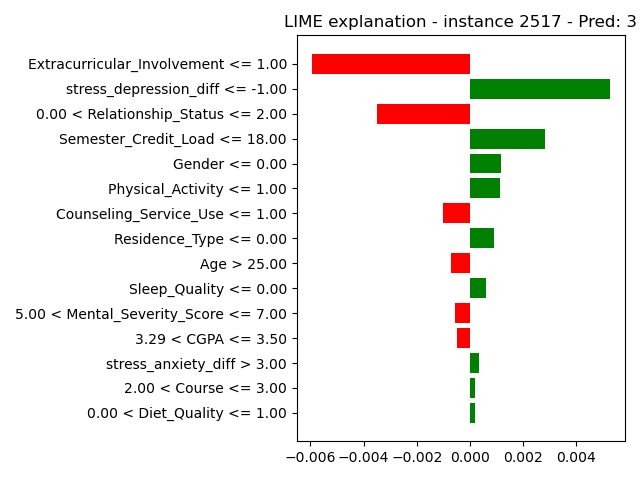 LIME explanation - instance 2517 - Pred: 3
Extracurricular_Involvement <= 1.00
stress_depression_diff <= -1.00
0.00 < Relationship_Status <= 2.00
Semester_Credit_Load <= 18.00
Gender <= 0.00
Physical_Activity <= 1.00
Counseling_Service_Use <= 1.00
Residence_Type <= 0.00
Age > 25.00
Sleep_Quality <= 0.00
5.00 < Mental_Severity_Score <= 7.00
3.29 < CGPA <= 3.50
stress_anxiety_diff > 3.00
2.00 < Course <= 3.00
0.00 < Diet_Quality <= 1.00
−0.006 −0.004 −0.002 0.000 0.002 0.004